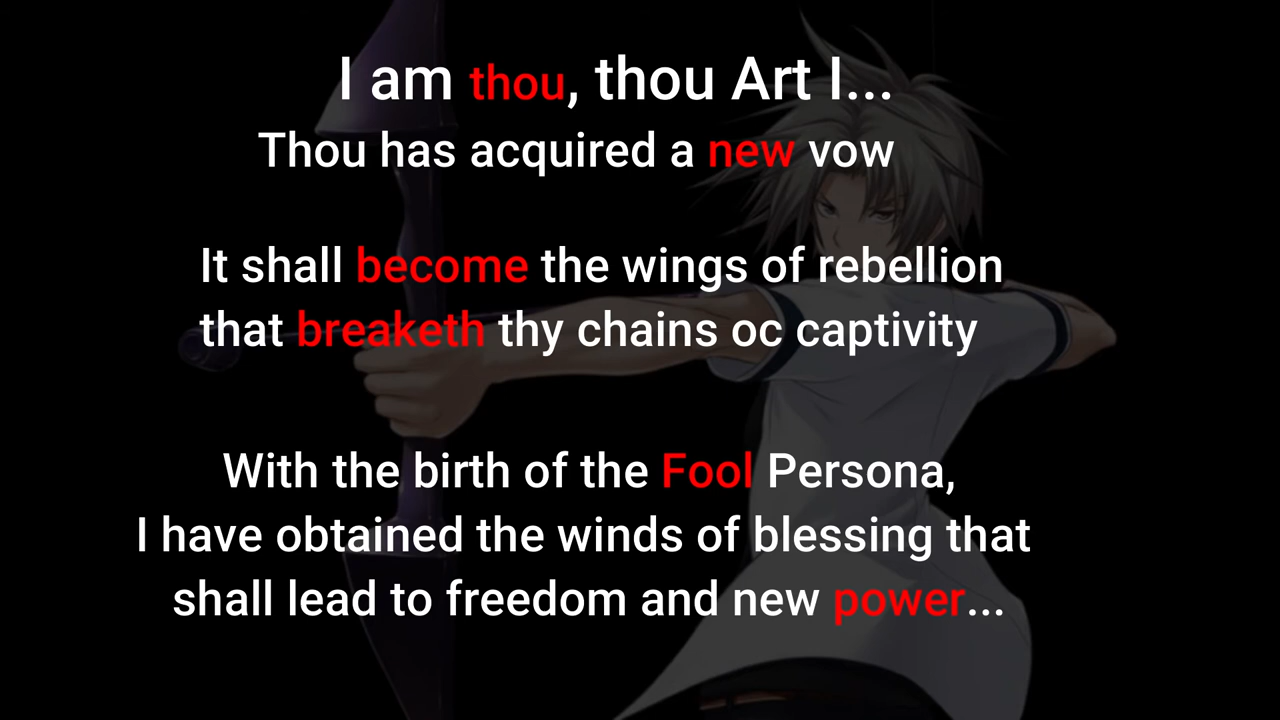 I am thou, thou Art I...
Thou has acquired a new vow
It shall become the wings of rebellion
that breaketh thy chains oc captivity
With the birth of the Fool Persona,
I have obtained the winds of blessing that
shall lead to freedom and new power...